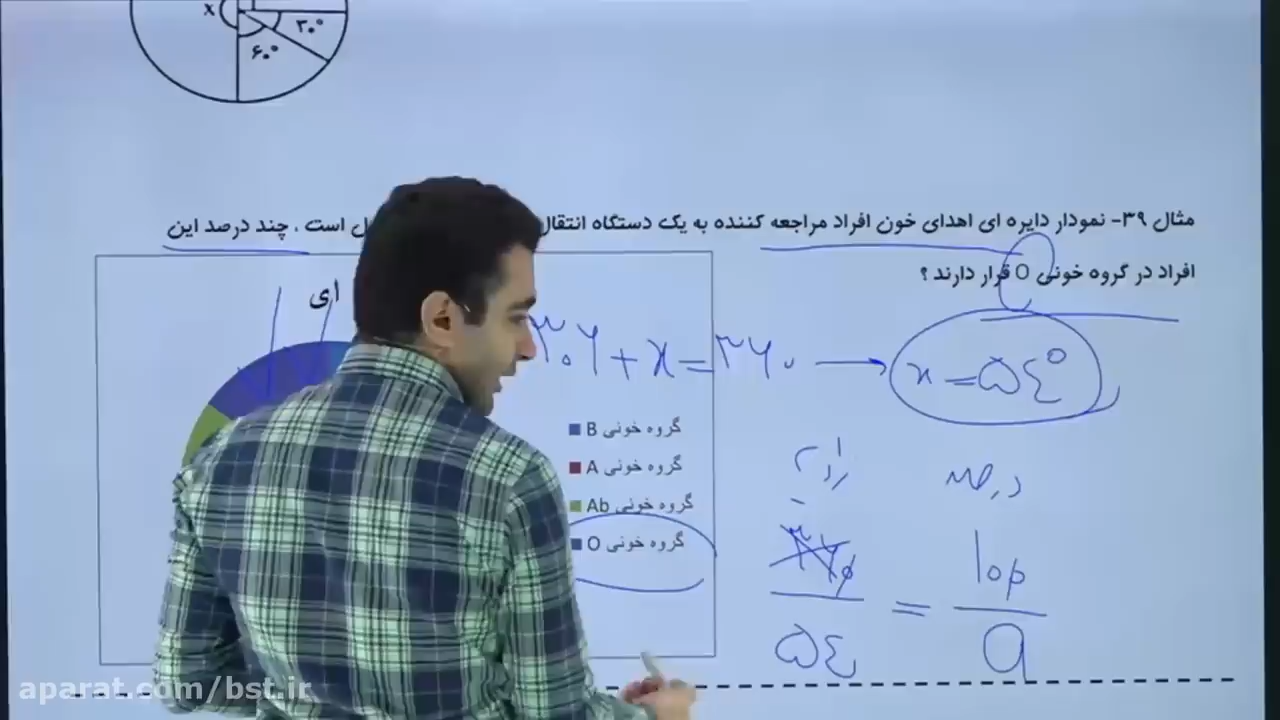 x
۳۰°
۶۰°
مثال ۳۹- نمودار دایره ای اهدای خون افراد مراجعه کننده به یک دستگاه انتقال است ، چند درصد این
افراد در گروه خونی O قرار دارند ؟
ای
۳۰۶ + x = ۳۶۰ → x = ۵۴°
گروه خونی B
گروه خونی A
گروه خونی Ab
گروه خونی O
درصد
۳۶۰/۵۴ = ۱۰۰/a
aparat.com/bst.ir